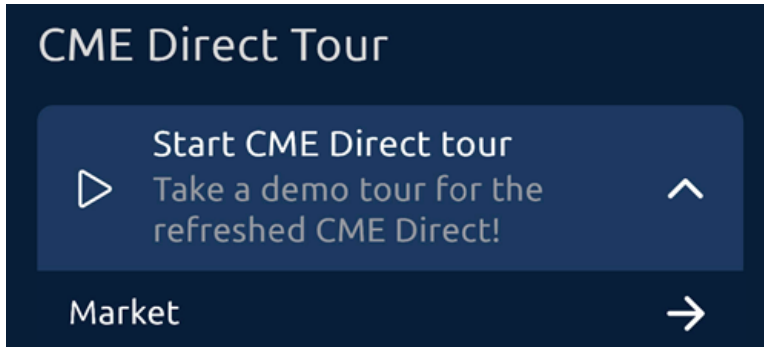 CME Direct Tour
Start CME Direct tour
Take a demo tour for the
refreshed CME Direct!
Market